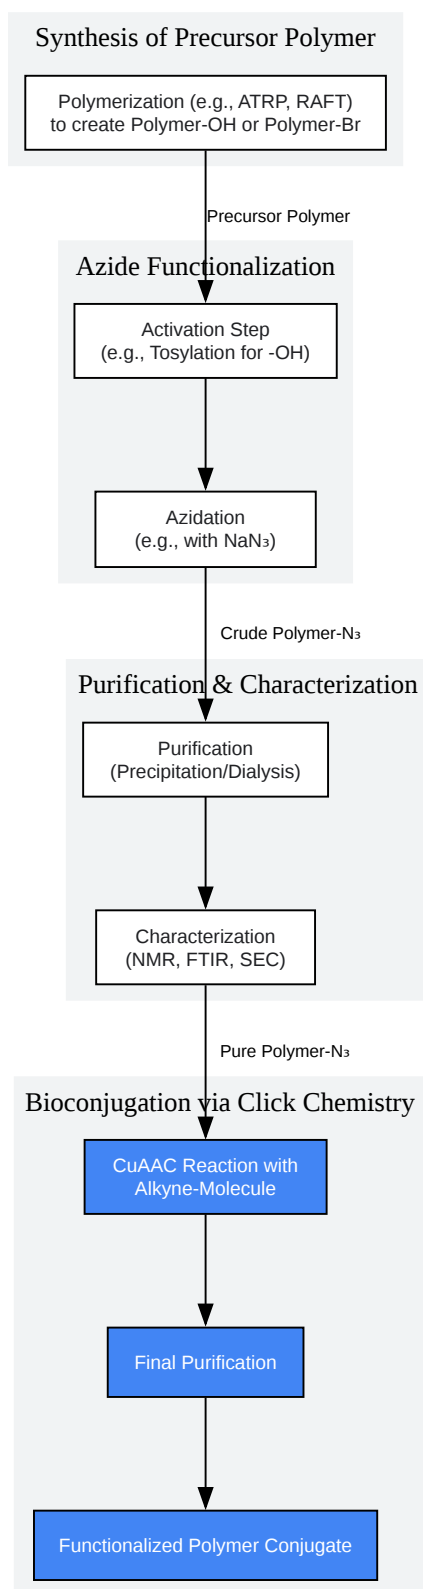 Synthesis of Precursor Polymer
Polymerization (e.g., ATRP, RAFT)
to create Polymer-OH or Polymer-Br
Precursor Polymer
Azide Functionalization
Activation Step
(e.g., Tosylation for -OH)
Azidation
(e.g., with NaN₃)
Crude Polymer-N₃
Purification & Characterization
Purification
(Precipitation/Dialysis)
Characterization
(NMR, FTIR, SEC)
Pure Polymer-N₃
Bioconjugation via Click Chemistry
CuAAC Reaction with
Alkyne-Molecule
Final Purification
Functionalized Polymer Conjugate